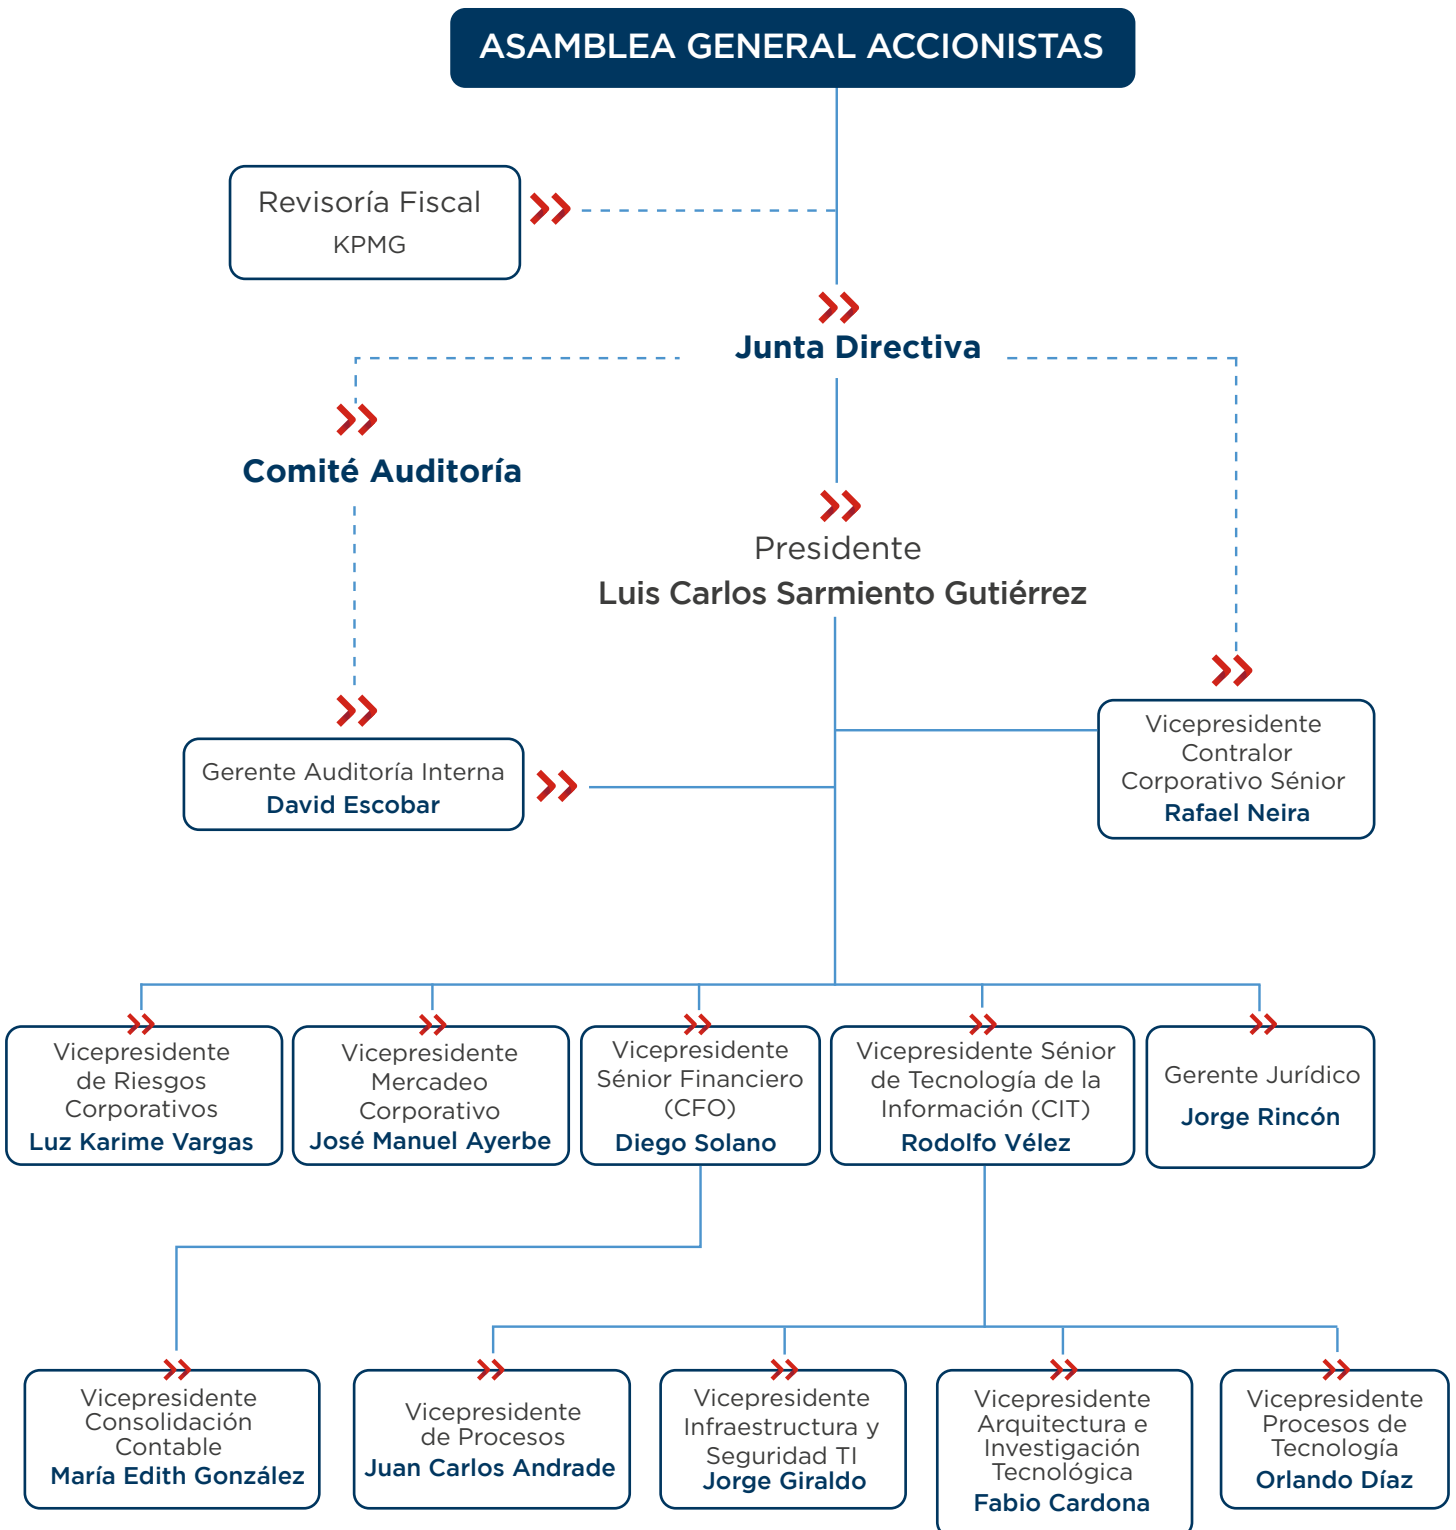 ASAMBLEA GENERAL ACCIONISTAS
Revisoría Fiscal
KPMG
Junta Directiva
Comité Auditoría
Presidente
Luis Carlos Sarmiento Gutiérrez
Gerente Auditoría Interna
David Escobar
Vicepresidente
Contralor
Corporativo Sénior
Rafael Neira
Vicepresidente
de Riesgos
Corporativos
Luz Karime Vargas
Vicepresidente
Mercadeo
Corporativo
José Manuel Ayerbe
Vicepresidente
Sénior Financiero
(CFO)
Diego Solano
Vicepresidente Sénior
de Tecnología de la
Información (CIT)
Rodolfo Vélez
Gerente Jurídico
Jorge Rincón
Vicepresidente
Consolidación
Contable
María Edith González
Vicepresidente
de Procesos
Juan Carlos Andrade
Vicepresidente
Infraestructura y
Seguridad TI
Jorge Giraldo
Vicepresidente
Arquitectura e
Investigación
Tecnológica
Fabio Cardona
Vicepresidente
Procesos de
Tecnología
Orlando Díaz